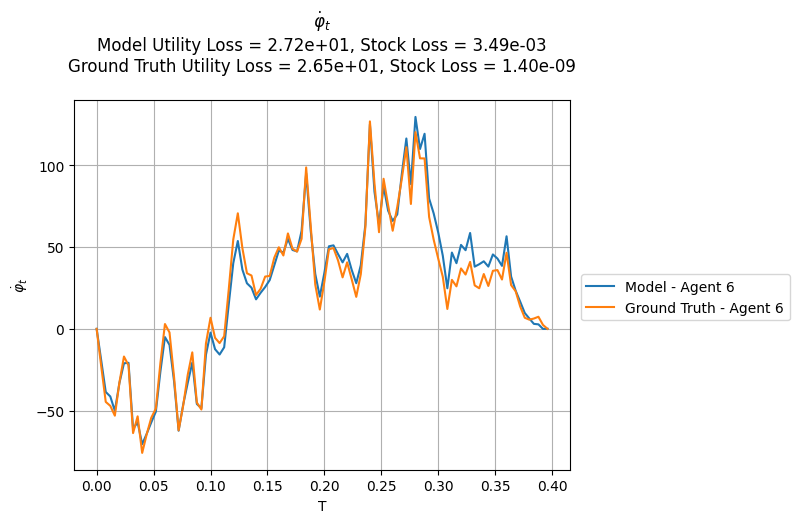 φ̇ₜ
Model Utility Loss = 2.72e+01, Stock Loss = 3.49e-03
Ground Truth Utility Loss = 2.65e+01, Stock Loss = 1.40e-09
100
50
0
−50
φ̇ₜ
0.00 0.05 0.10 0.15 0.20 0.25 0.30 0.35 0.40
T
Model - Agent 6
Ground Truth - Agent 6